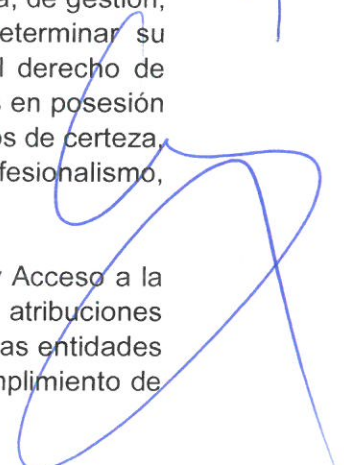 a, de gestión,
eterminar su
l derecho de
s en posesión
os de certeza,
fesionalismo,
y Acceso a la
atribuciones
as entidades
mplimiento de